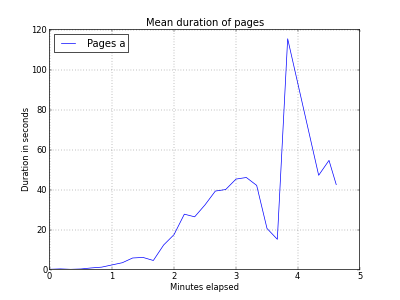 Mean duration of pages
120
Pages a
100
80
60
40
20
0
Duration in seconds
0 1 2 3 4 5
Minutes elapsed